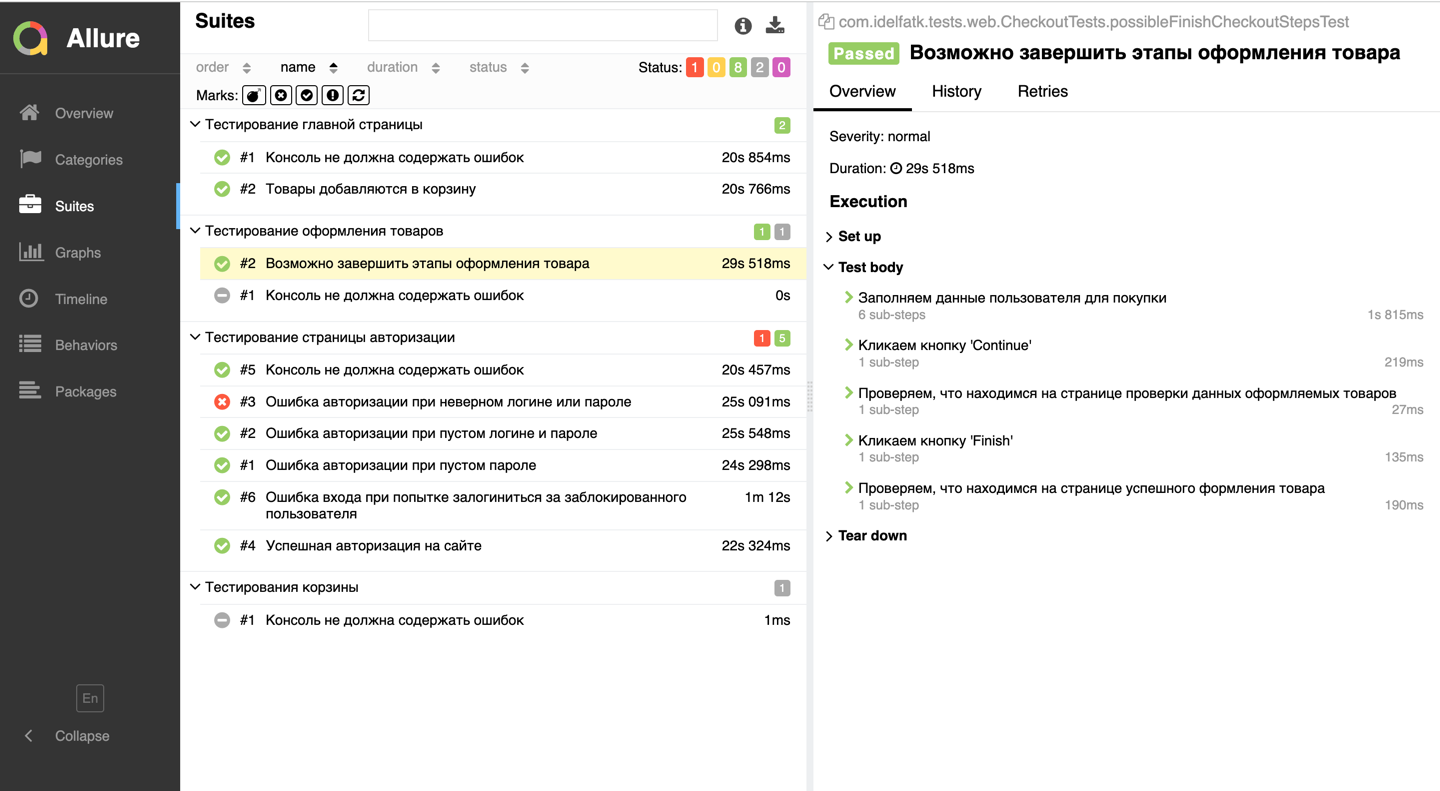 Allure
Overview
Categories
Suites
Graphs
Timeline
Behaviors
Packages
En
Collapse
Suites
order name duration status Status: 1 0 8 2 0
Marks:
Тестирование главной страницы 2
#1 Консоль не должна содержать ошибок 20s 854ms
#2 Товары добавляются в корзину 20s 766ms
Тестирование оформления товаров 1 1
#2 Возможно завершить этапы оформления товара 29s 518ms
#1 Консоль не должна содержать ошибок 0s
Тестирование страницы авторизации 1 5
#5 Консоль не должна содержать ошибок 20s 457ms
#3 Ошибка авторизации при неверном логине или пароле 25s 091ms
#2 Ошибка авторизации при пустом логине и пароле 25s 548ms
#1 Ошибка авторизации при пустом пароле 24s 298ms
#6 Ошибка входа при попытке залогиниться за заблокированного 1m 12s
пользователя
#4 Успешная авторизация на сайте 22s 324ms
Тестирования корзины 1
#1 Консоль не должна содержать ошибок 1ms
com.idelfatk.tests.web.CheckoutTests.possibleFinishCheckoutStepsTest
Passed Возможно завершить этапы оформления товара
Overview History Retries
Severity: normal
Duration: 29s 518ms
Execution
Set up
Test body
Заполняем данные пользователя для покупки
6 sub-steps 1s 815ms
Кликаем кнопку 'Continue'
1 sub-step 219ms
Проверяем, что находимся на странице проверки данных оформляемых товаров
1 sub-step 27ms
Кликаем кнопку 'Finish'
1 sub-step 135ms
Проверяем, что находимся на странице успешного формления товара
1 sub-step 190ms
Tear down